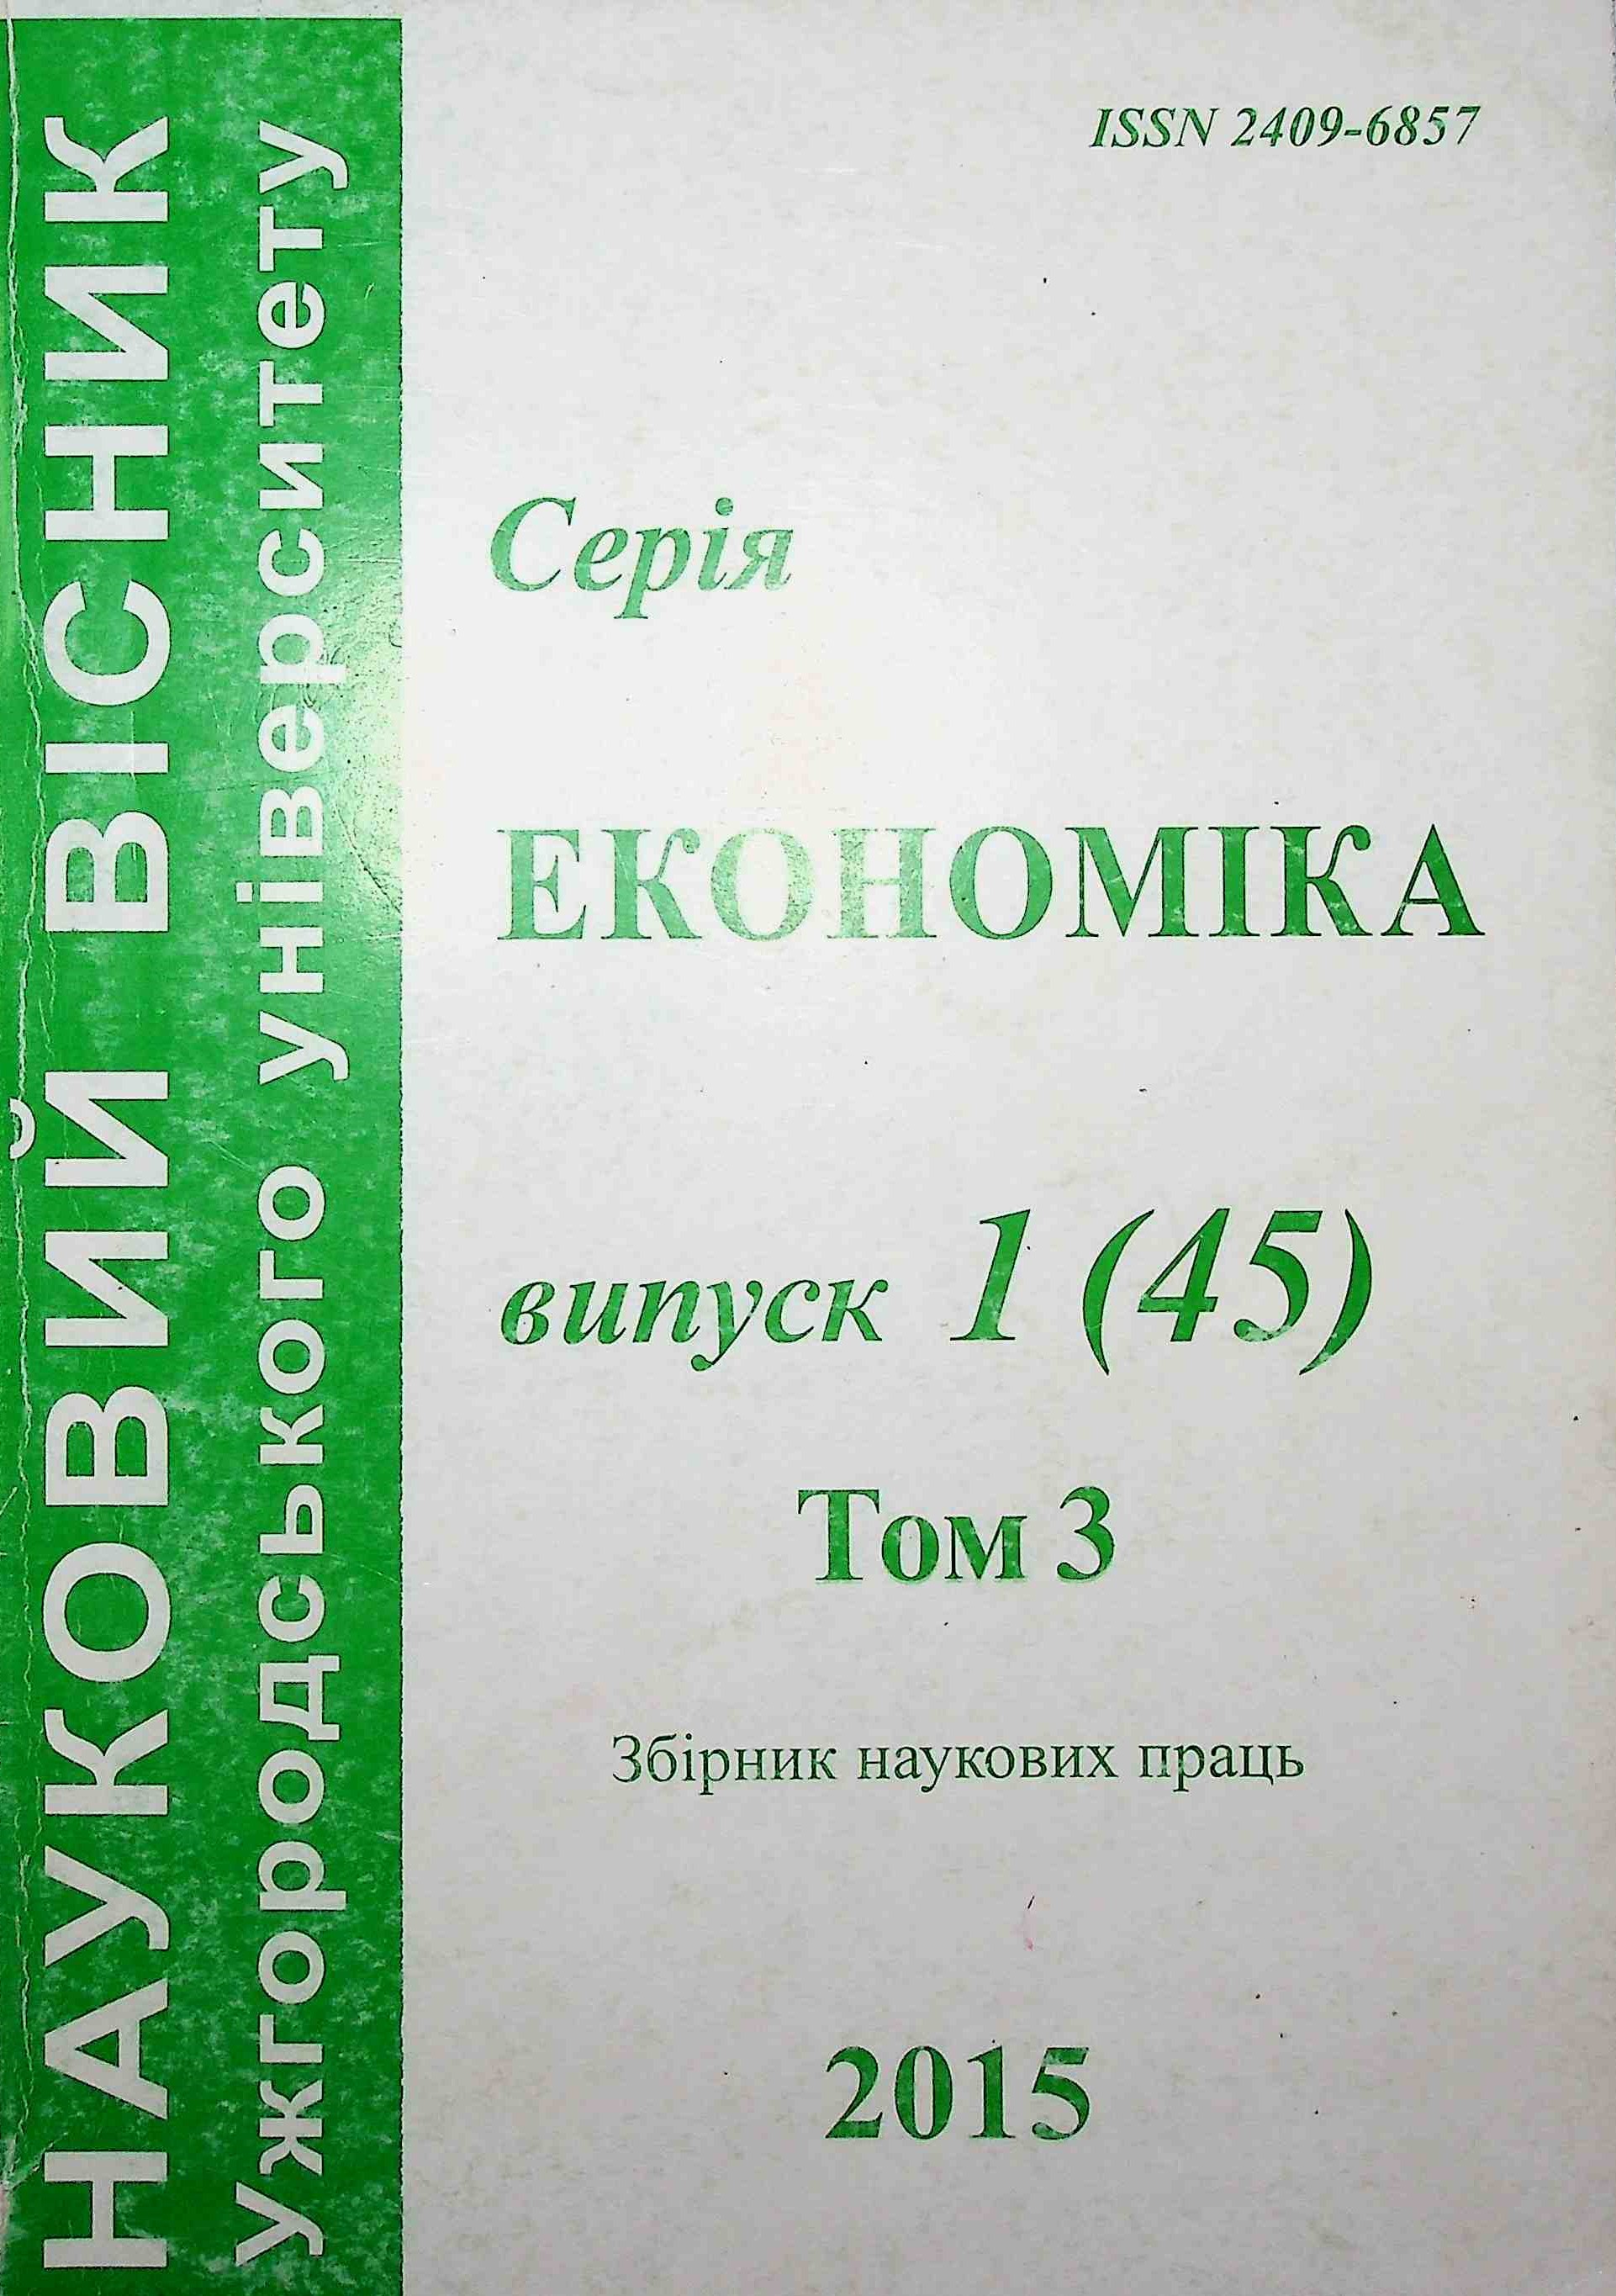 НАУКОВИЙ ВІСНИК
Ужгородського університету
ISSN 2409-6857
Серія
ЕКОНОМІКА
випуск 1 (45)
Том 3
Збірник наукових праць
2015